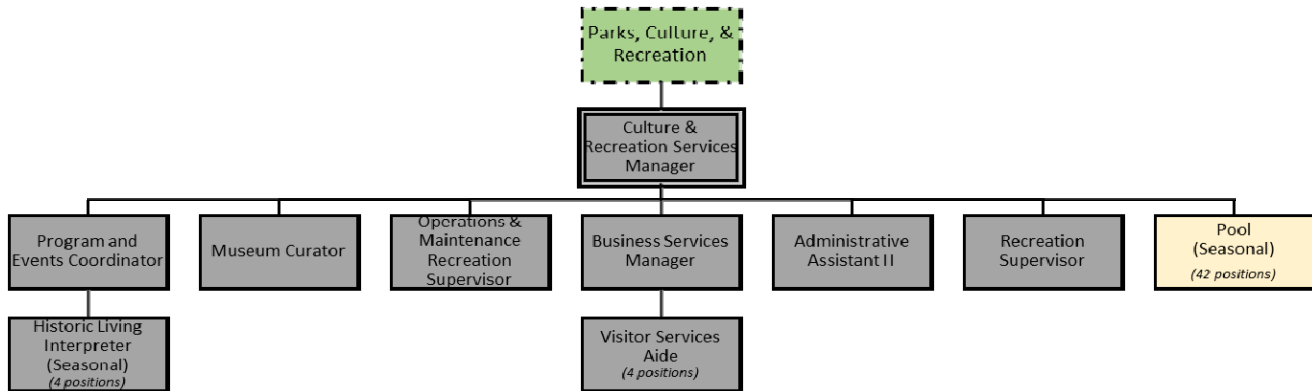 Parks, Culture, &
Recreation
Culture &
Recreation Services
Manager
Program and
Events Coordinator
Museum Curator
Operations &
Maintenance
Recreation
Supervisor
Business Services
Manager
Administrative
Assistant II
Recreation
Supervisor
Pool
(Seasonal)
(42 positions)
Historic Living
Interpreter
(Seasonal)
(4 positions)
Visitor Services
Aide
(4 positions)